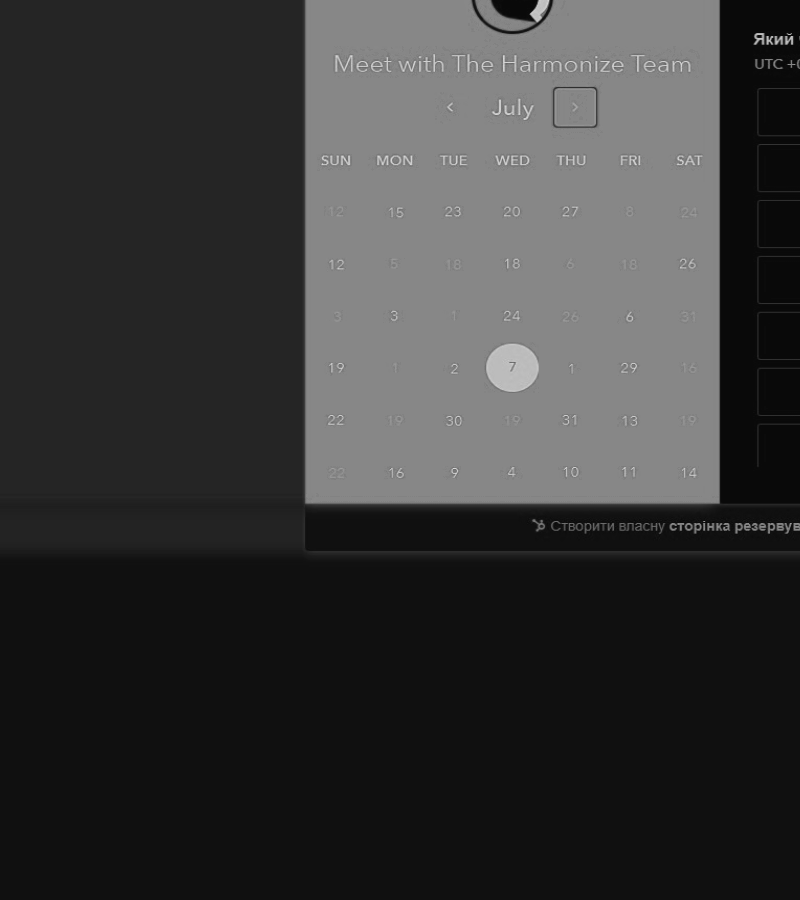 Meet with The Harmonize Team
Який
UTC +0
‹ July ›
SUN MON TUE WED THU FRI SAT
12 15 23 20 27 8 24
12 5 18 18 6 18 26
3 3 1 24 26 6 31
19 1 2 7 1 29 16
22 19 30 19 31 13 19
22 16 9 4 10 11 14
Створити власну сторінка резервув